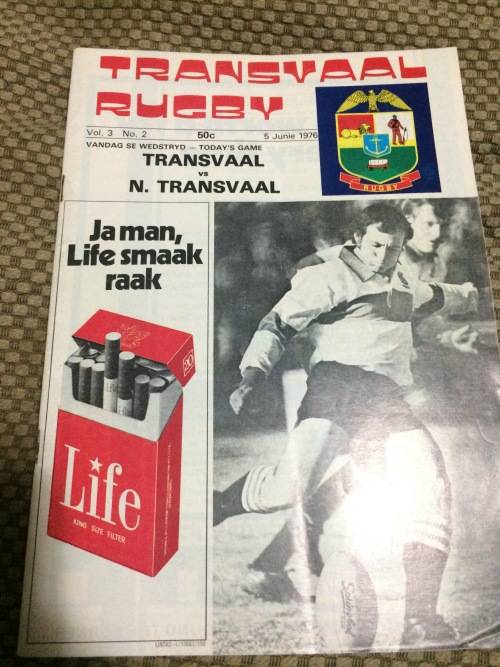 TRANSVAAL
RUGBY
Vol. 3 No. 2 50c 5 Junie 1976
VANDAG SE WEDSTRYD — TODAY'S GAME
TRANSVAAL
vs
N. TRANSVAAL
RUGBY
Ja man,
Life smaak
raak
20
Life
KING SIZE FILTER